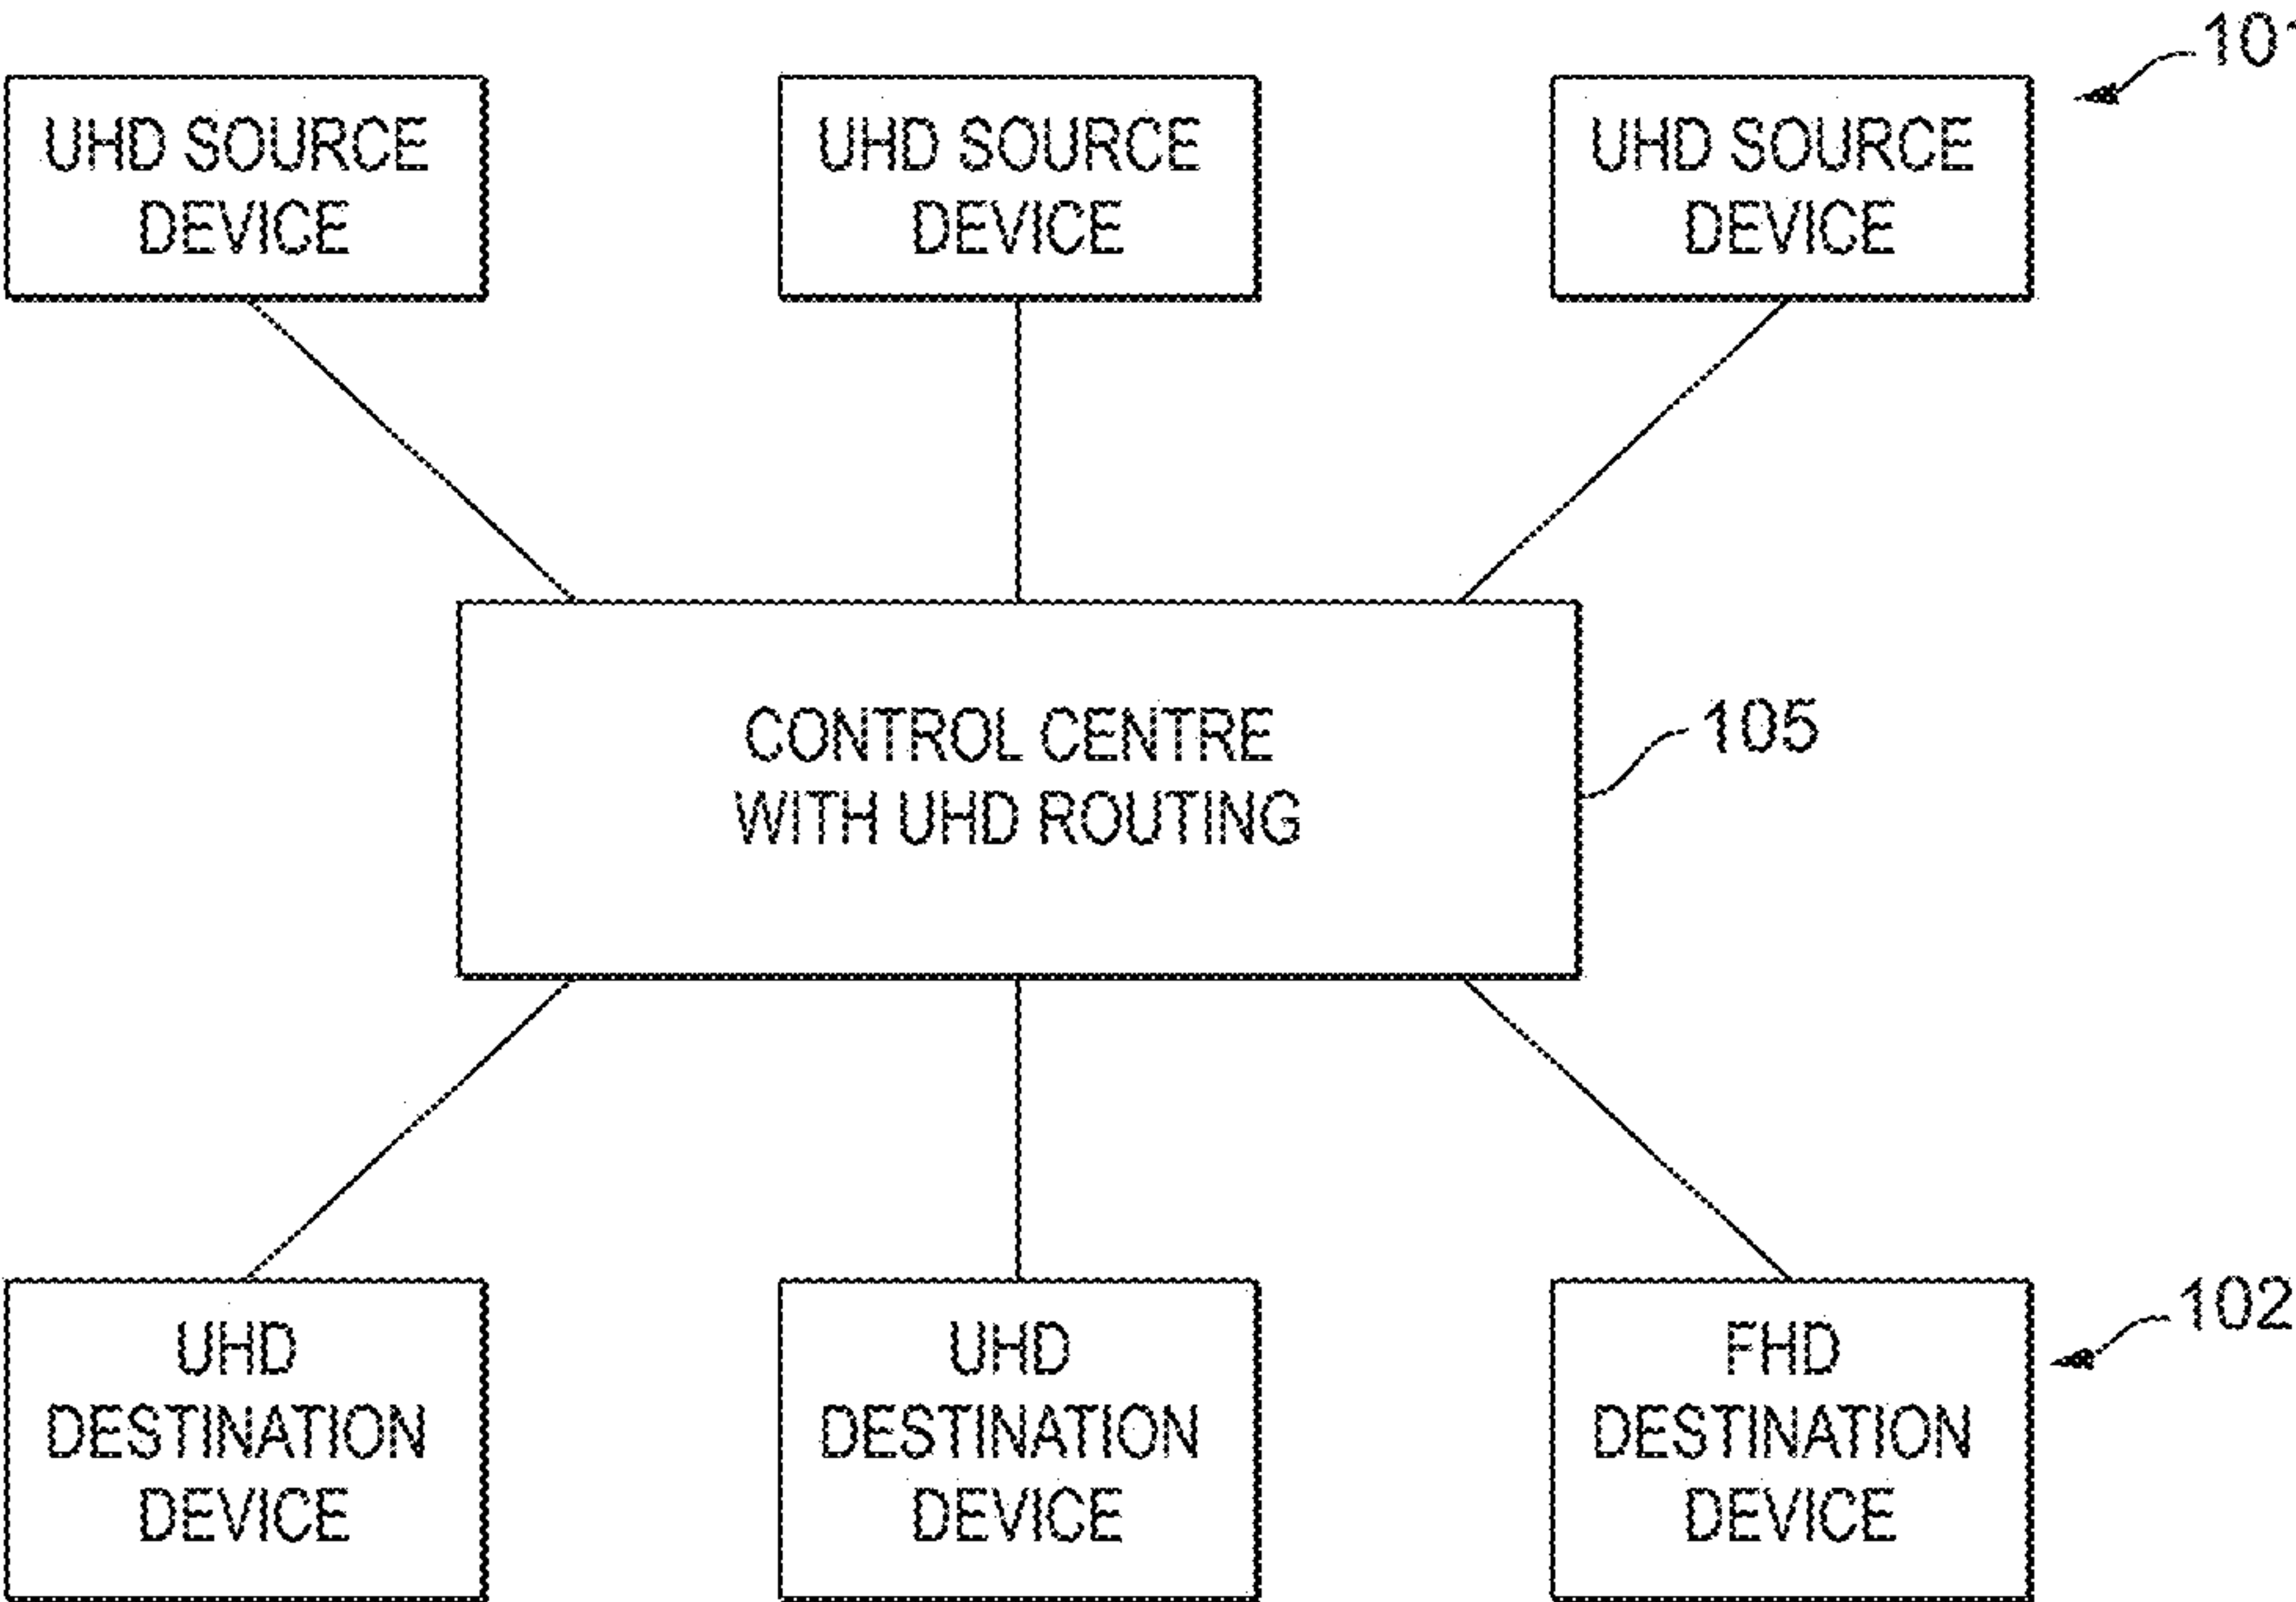 101
UHD SOURCE
DEVICE
UHD SOURCE
DEVICE
UHD SOURCE
DEVICE
CONTROL CENTRE
WITH UHD ROUTING
105
UHD
DESTINATION
DEVICE
UHD
DESTINATION
DEVICE
FHD
DESTINATION
DEVICE
102